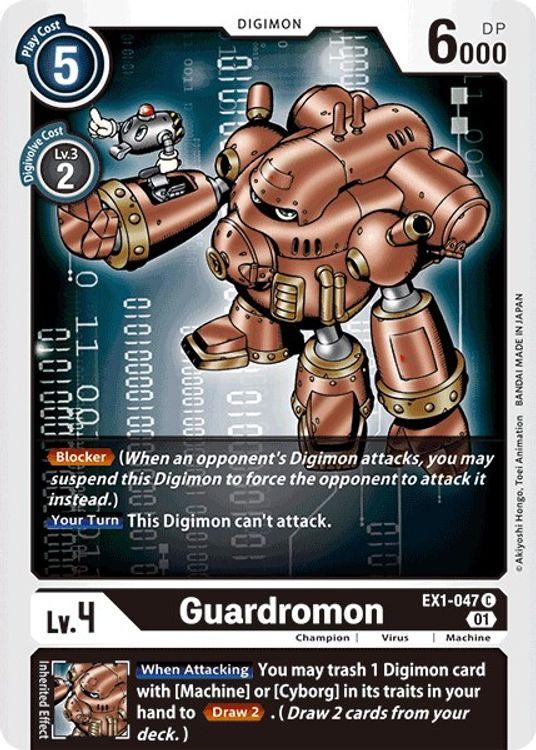 Play Cost
5
DIGIMON
DP
6000
Digivolve Cost
Lv.3
2
Blocker (When an opponent's Digimon attacks, you may
suspend this Digimon to force the opponent to attack it
instead.)
Your Turn This Digimon can't attack.
©Akiyoshi Hongo, Toei Animation BANDAI MADE IN JAPAN
Lv.4
Guardromon
EX1-047 C
01
Champion | Virus | Machine
Inherited Effect
When Attacking You may trash 1 Digimon card
with [Machine] or [Cyborg] in its traits in your
hand to Draw 2 . (Draw 2 cards from your
deck.)